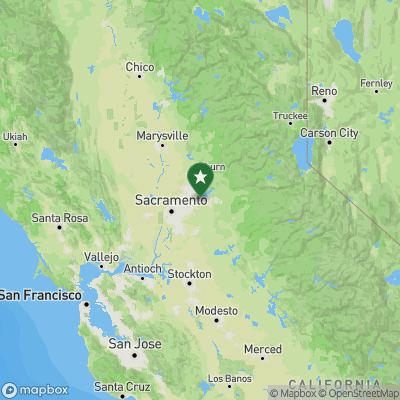 Chico
Fernley
Reno
Truckee
Carson City
Ukiah
Marysville
urn
Sacramento
Santa Rosa
Vallejo
Antioch
Stockton
San Francisco
Modesto
San Jose
Merced
Los Banos
Santa Cruz
CALIFORNIA
mapbox
© Mapbox © OpenStreetMap